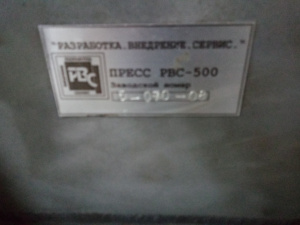 "РАЗРАБОТКА.ВНЕДРЕНИЕ.СЕРВИС."
РВС
ПРЕСС РВС-500
Заводской номер